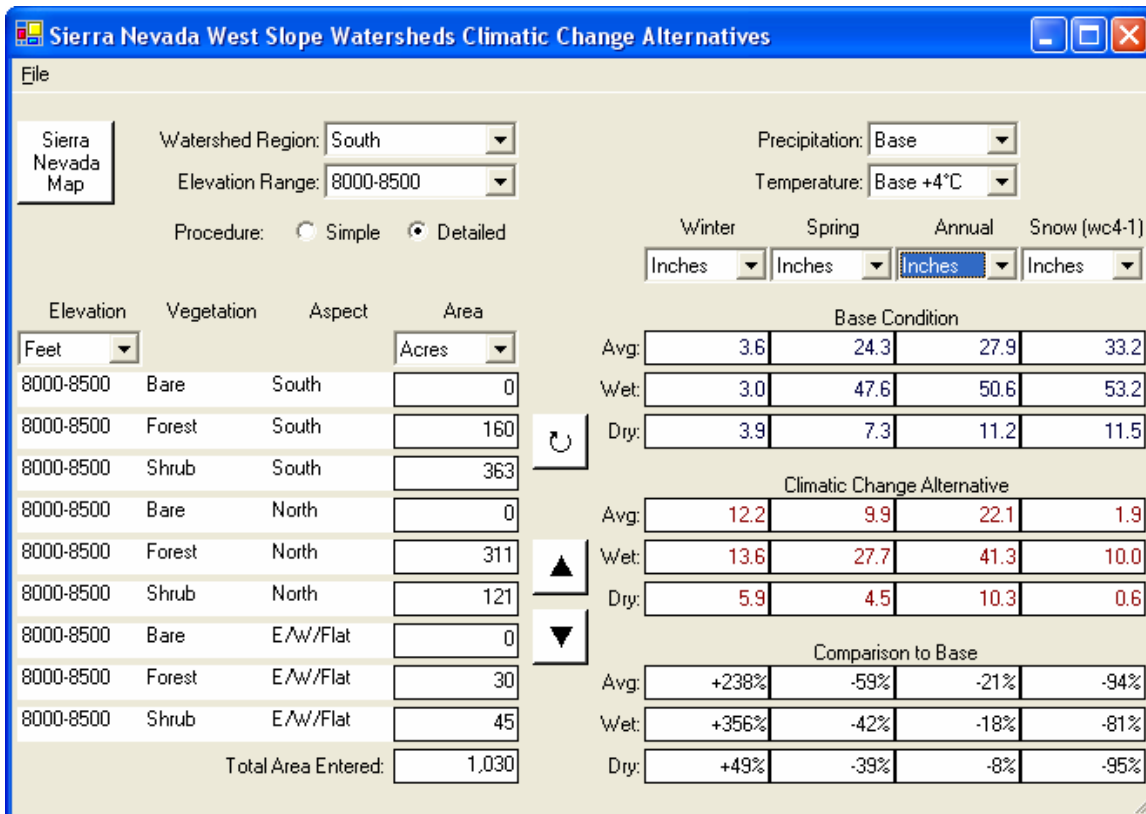 Sierra Nevada West Slope Watersheds Climatic Change Alternatives
File
Sierra
Nevada
Map
Watershed Region: South
Elevation Range: 8000-8500
Procedure: Simple Detailed
Precipitation: Base
Temperature: Base +4°C
Winter Spring Annual Snow (wc4-1)
Inches Inches Inches Inches
Elevation Vegetation Aspect Area
Feet Acres
8000-8500 Bare South 0
8000-8500 Forest South 160
8000-8500 Shrub South 363
8000-8500 Bare North 0
8000-8500 Forest North 311
8000-8500 Shrub North 121
8000-8500 Bare E/W/Flat 0
8000-8500 Forest E/W/Flat 30
8000-8500 Shrub E/W/Flat 45
Total Area Entered: 1,030
Base Condition
Avg: 3.6 24.3 27.9 33.2
Wet: 3.0 47.6 50.6 53.2
Dry: 3.9 7.3 11.2 11.5
Climatic Change Alternative
Avg: 12.2 9.9 22.1 1.9
Wet: 13.6 27.7 41.3 10.0
Dry: 5.9 4.5 10.3 0.6
Comparison to Base
Avg: +238% -59% -21% -94%
Wet: +356% -42% -18% -81%
Dry: +49% -39% -8% -95%